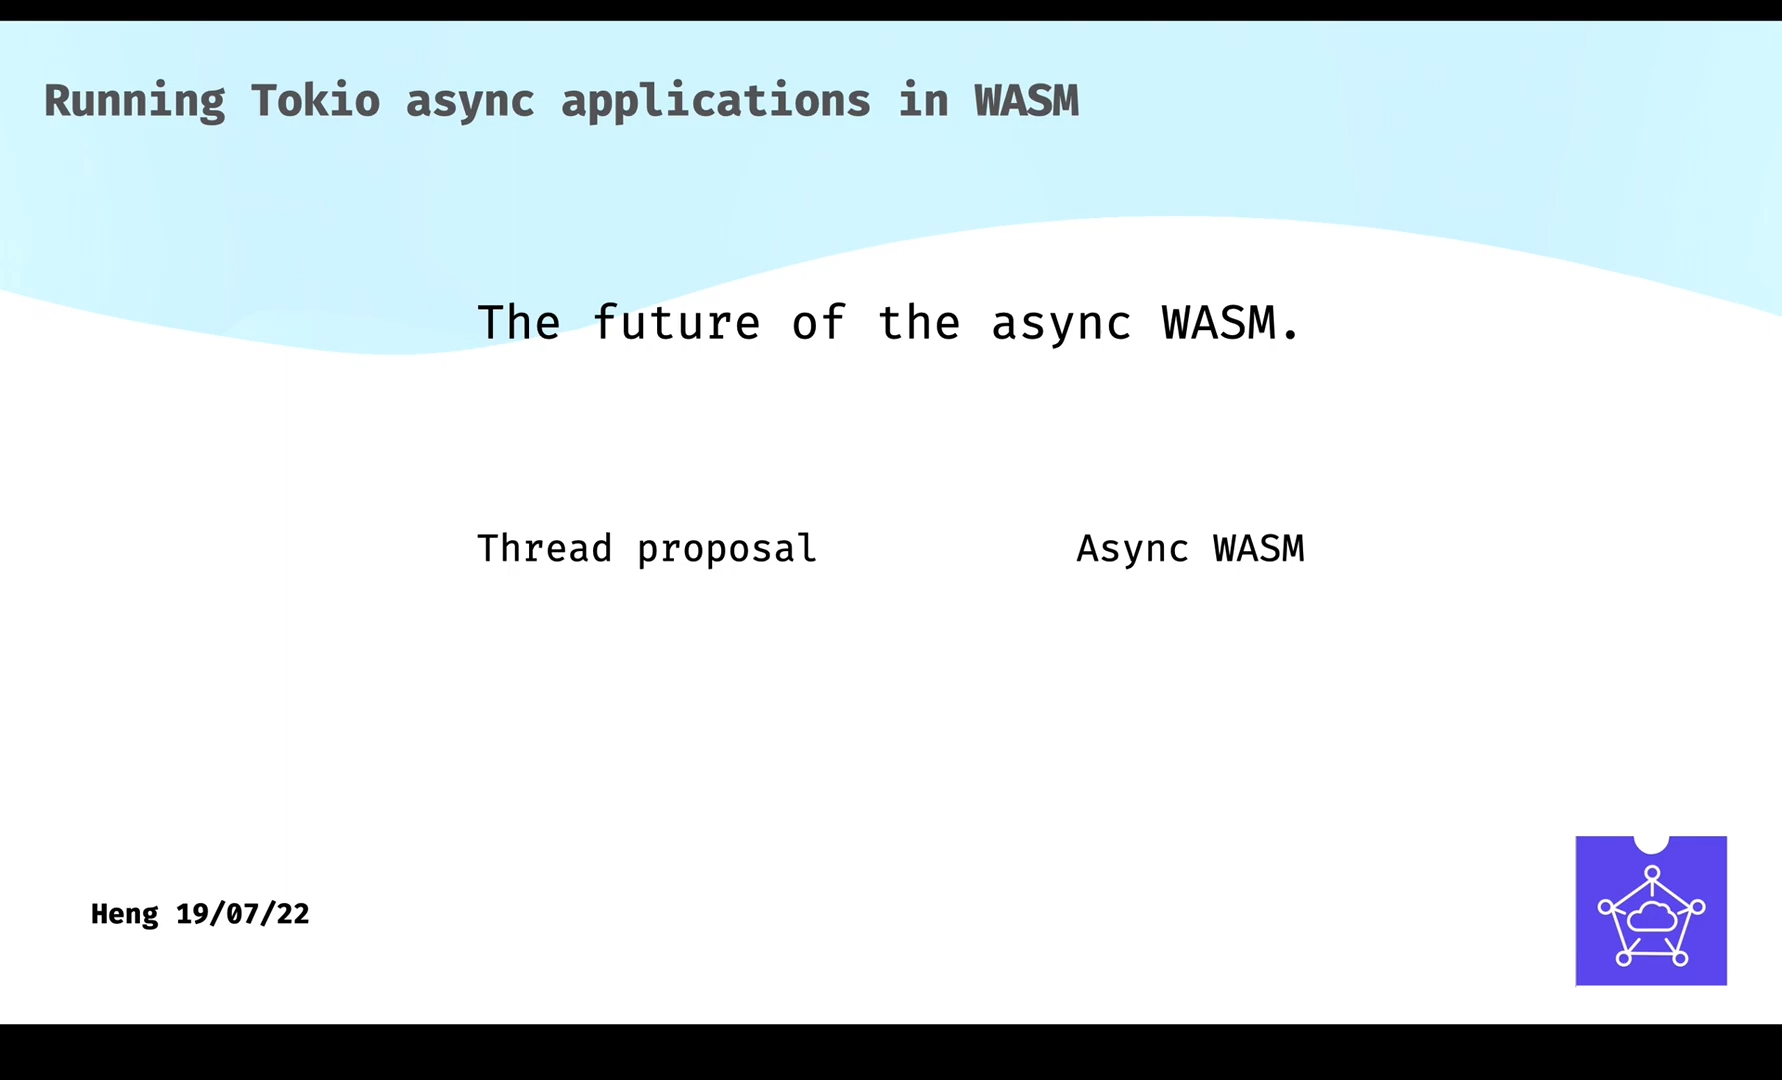 Running Tokio async applications in WASM
The future of the async WASM.
Thread proposal
Async WASM
Heng 19/07/22